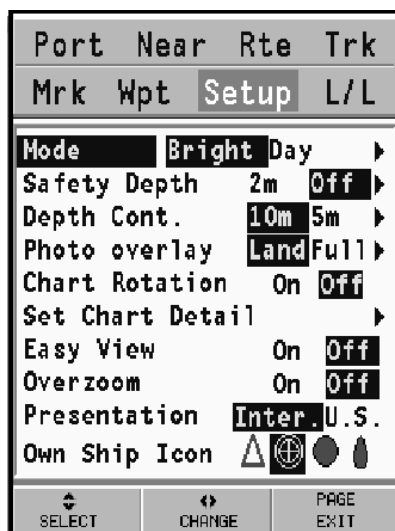 Port Near Rte Trk
Mrk Wpt Setup L/L
Mode Bright Day
Safety Depth 2m Off
Depth Cont. 10m 5m
Photo overlay Land Full
Chart Rotation On Off
Set Chart Detail
Easy View On Off
Overzoom On Off
Presentation Inter. U.S.
Own Ship Icon
SELECT CHANGE PAGE EXIT